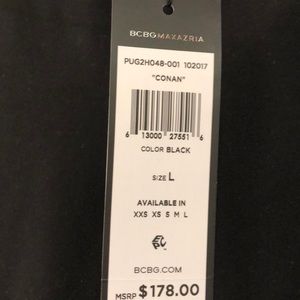 BCBGMAXAZRIA
PUG2H048-001 102017
"CONAN"
6 13000 27551 6
COLOR BLACK
SIZE L
AVAILABLE IN
XXS XS S M L
BCBG.COM
MSRP $178.00